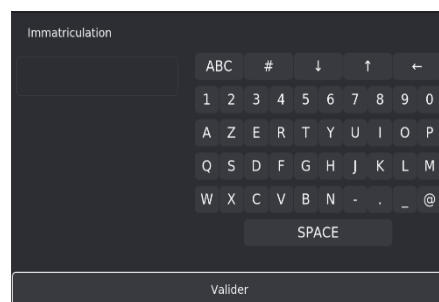 Immatriculation
ABC # ↓ ↑ ←
1 2 3 4 5 6 7 8 9 0
A Z E R T Y U I O P
Q S D F G H J K L M
W X C V B N - . _ @
SPACE
Valider